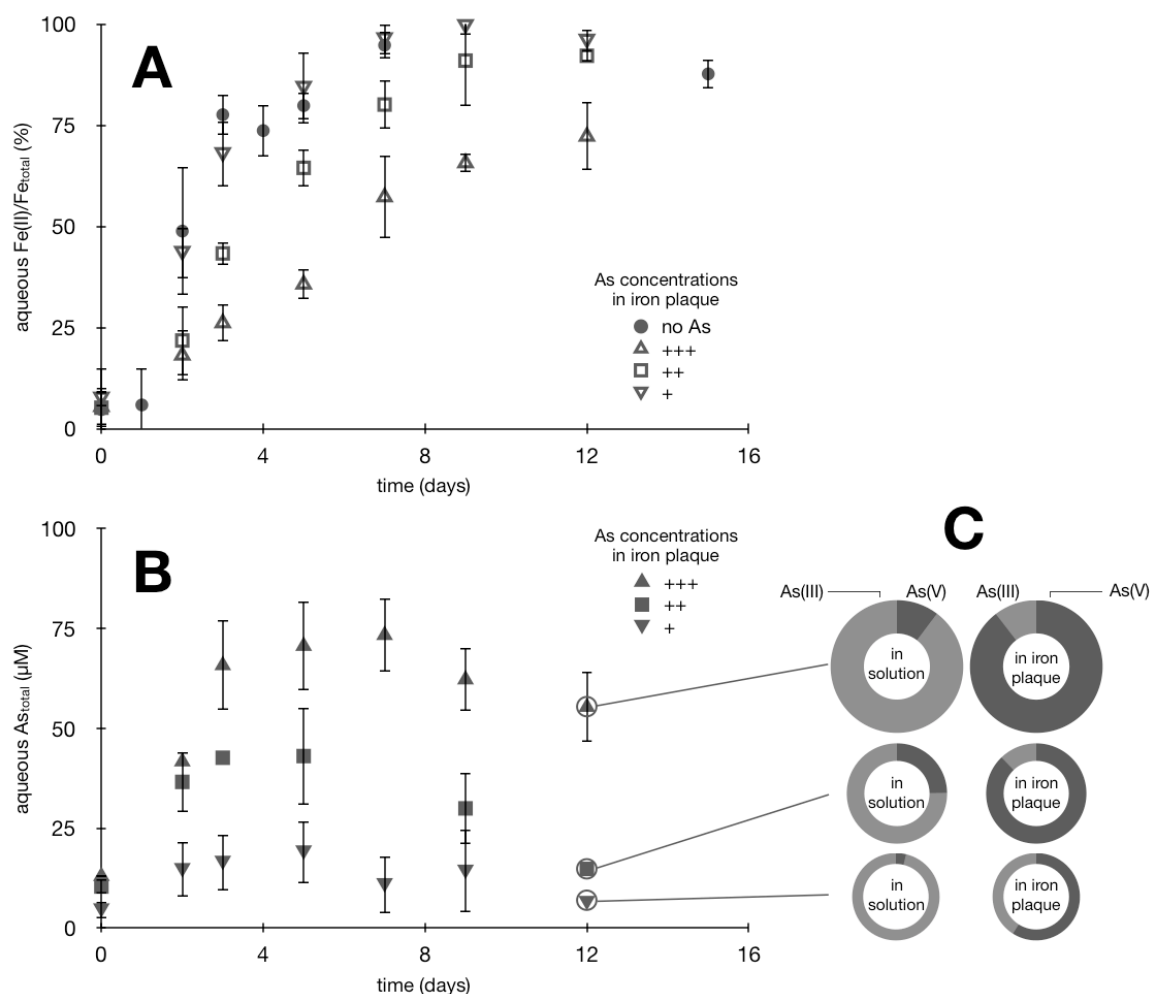 A
aqueous Fe(II)/Fetotal (%)
100
75
50
25
0
0 4 8 12 16
time (days)
As concentrations
in iron plaque
no As
+++
++
+
B
aqueous Astotal (µM)
100
75
50
25
0
0 4 8 12 16
time (days)
As concentrations
in iron plaque
+++
++
+
C
As(III) As(V) As(III) As(V)
in
solution
in iron
plaque
in
solution
in iron
plaque
in
solution
in iron
plaque